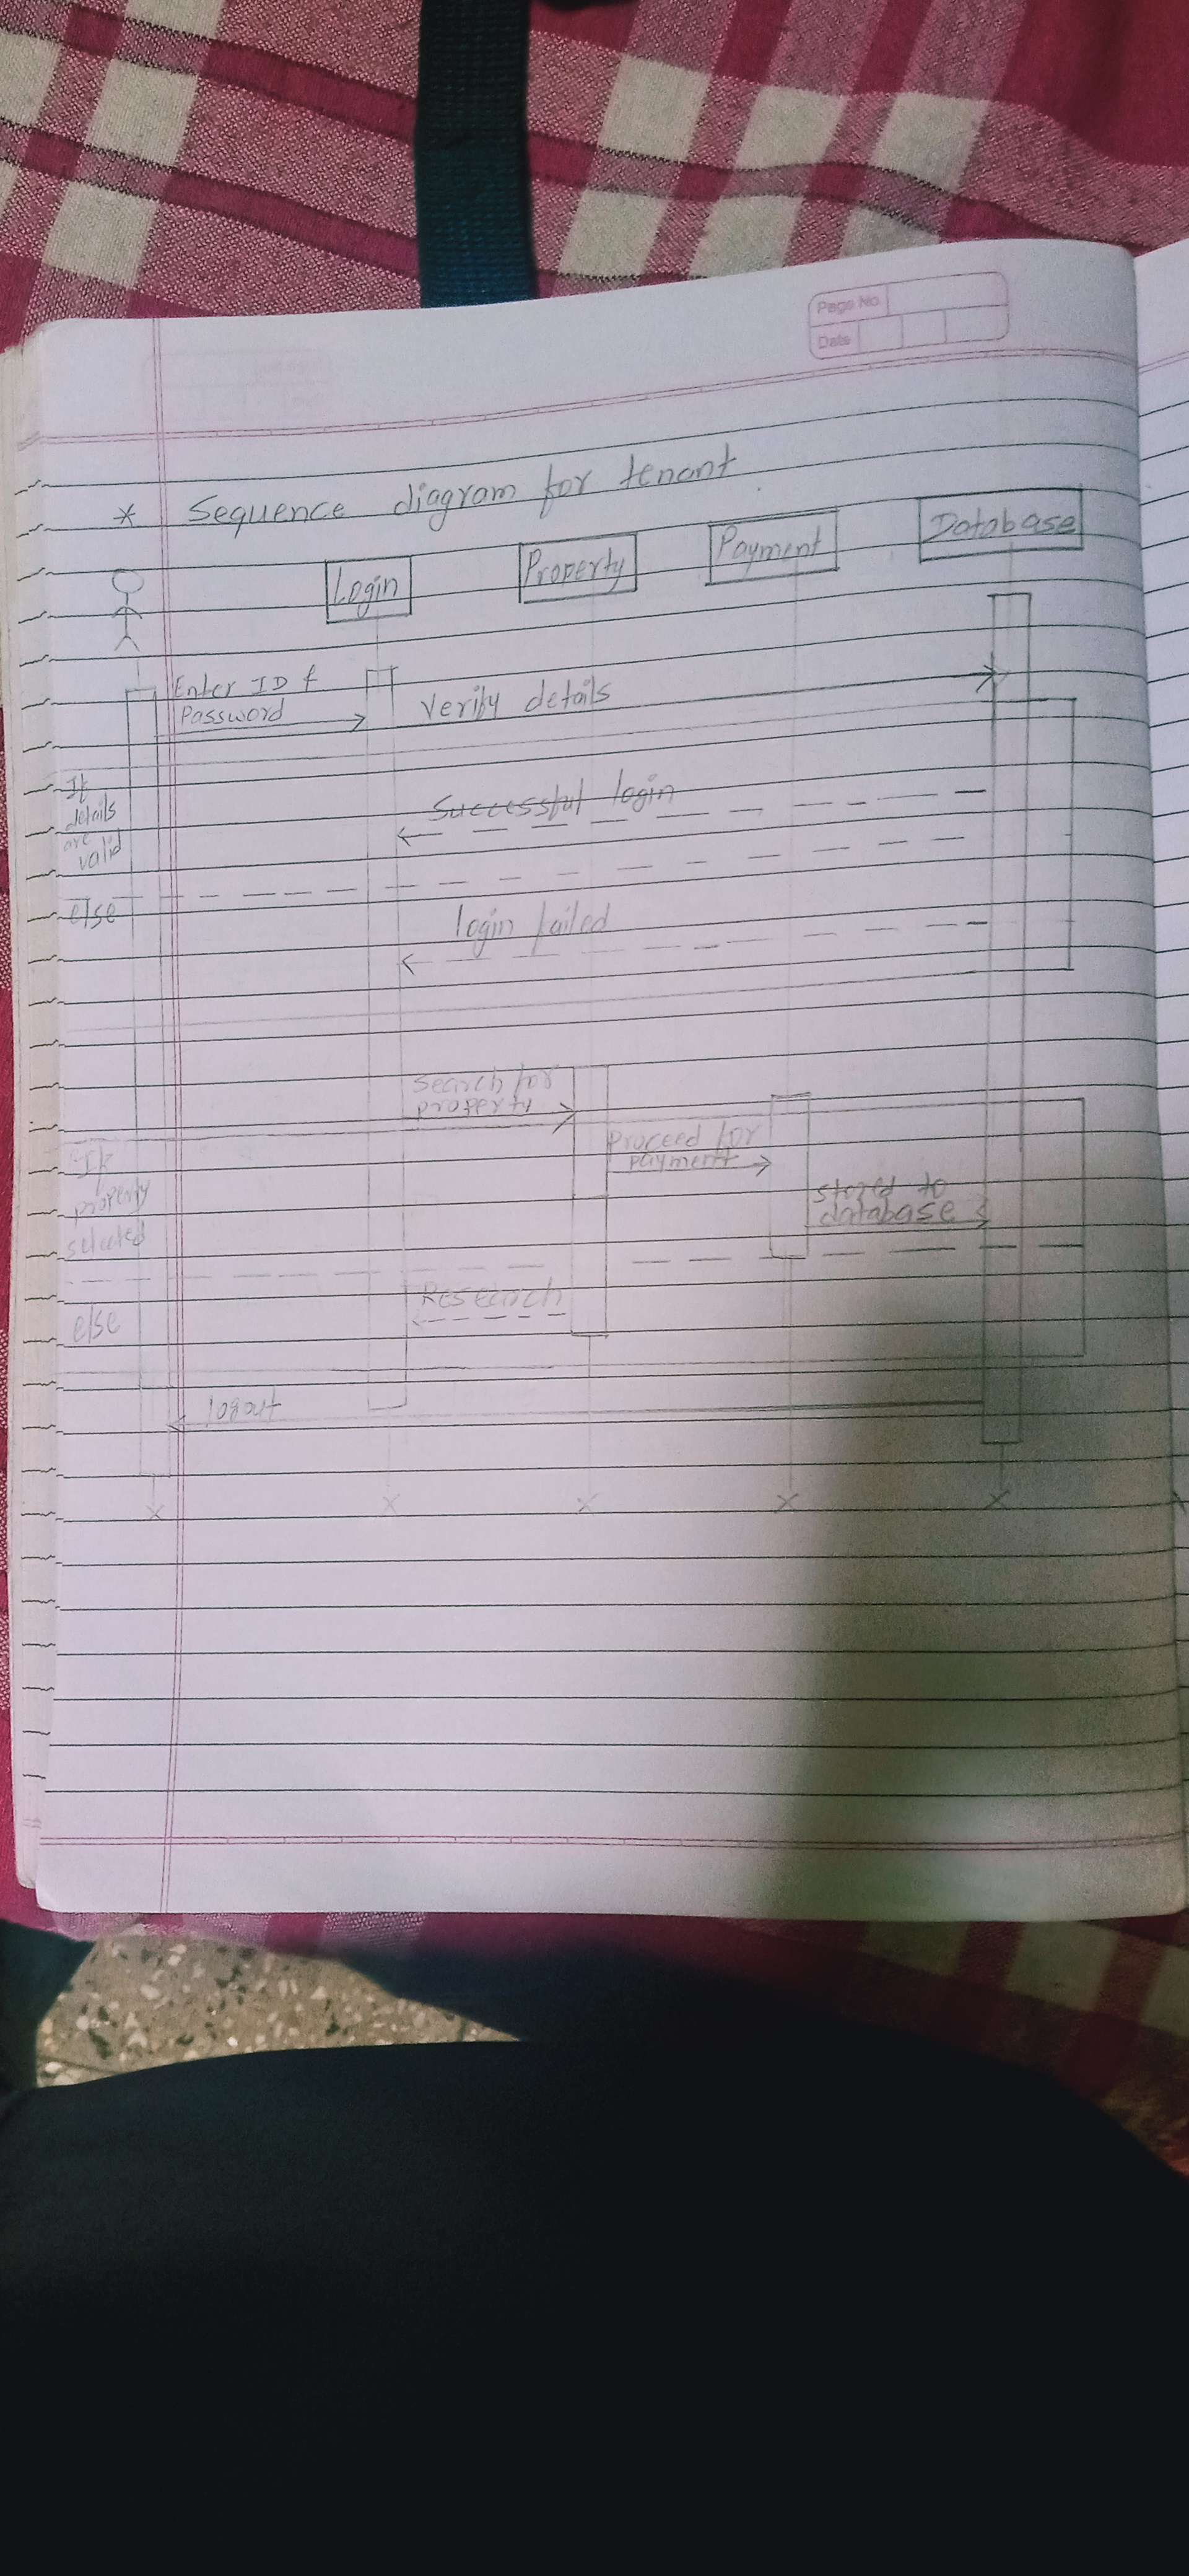 Page No.
Date
* Sequence diagram for tenant
Login
Property
Payment
Database
Enter ID &
Password
Verify details
If
details
are
valid
Successful login
else
login failed
Search for
property
Proceed for
payment
If
property
selected
stored to
database
Research
else
logout